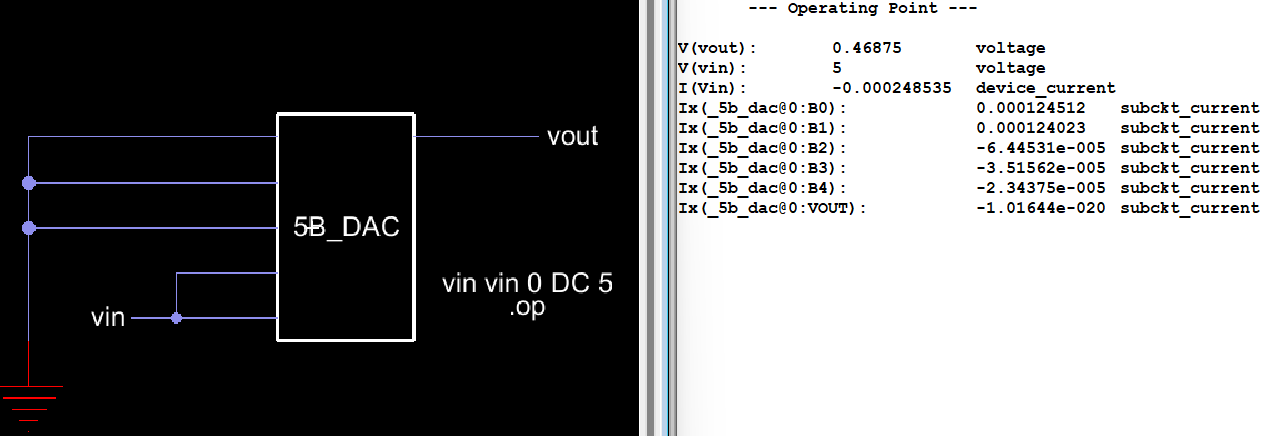 vout
5B_DAC
vin vin 0 DC 5
.op
vin
--- Operating Point ---
V(vout): 0.46875 voltage
V(vin): 5 voltage
I(Vin): -0.000248535 device_current
Ix(_5b_dac@0:B0): 0.000124512 subckt_current
Ix(_5b_dac@0:B1): 0.000124023 subckt_current
Ix(_5b_dac@0:B2): -6.44531e-005 subckt_current
Ix(_5b_dac@0:B3): -3.51562e-005 subckt_current
Ix(_5b_dac@0:B4): -2.34375e-005 subckt_current
Ix(_5b_dac@0:VOUT): -1.01644e-020 subckt_current